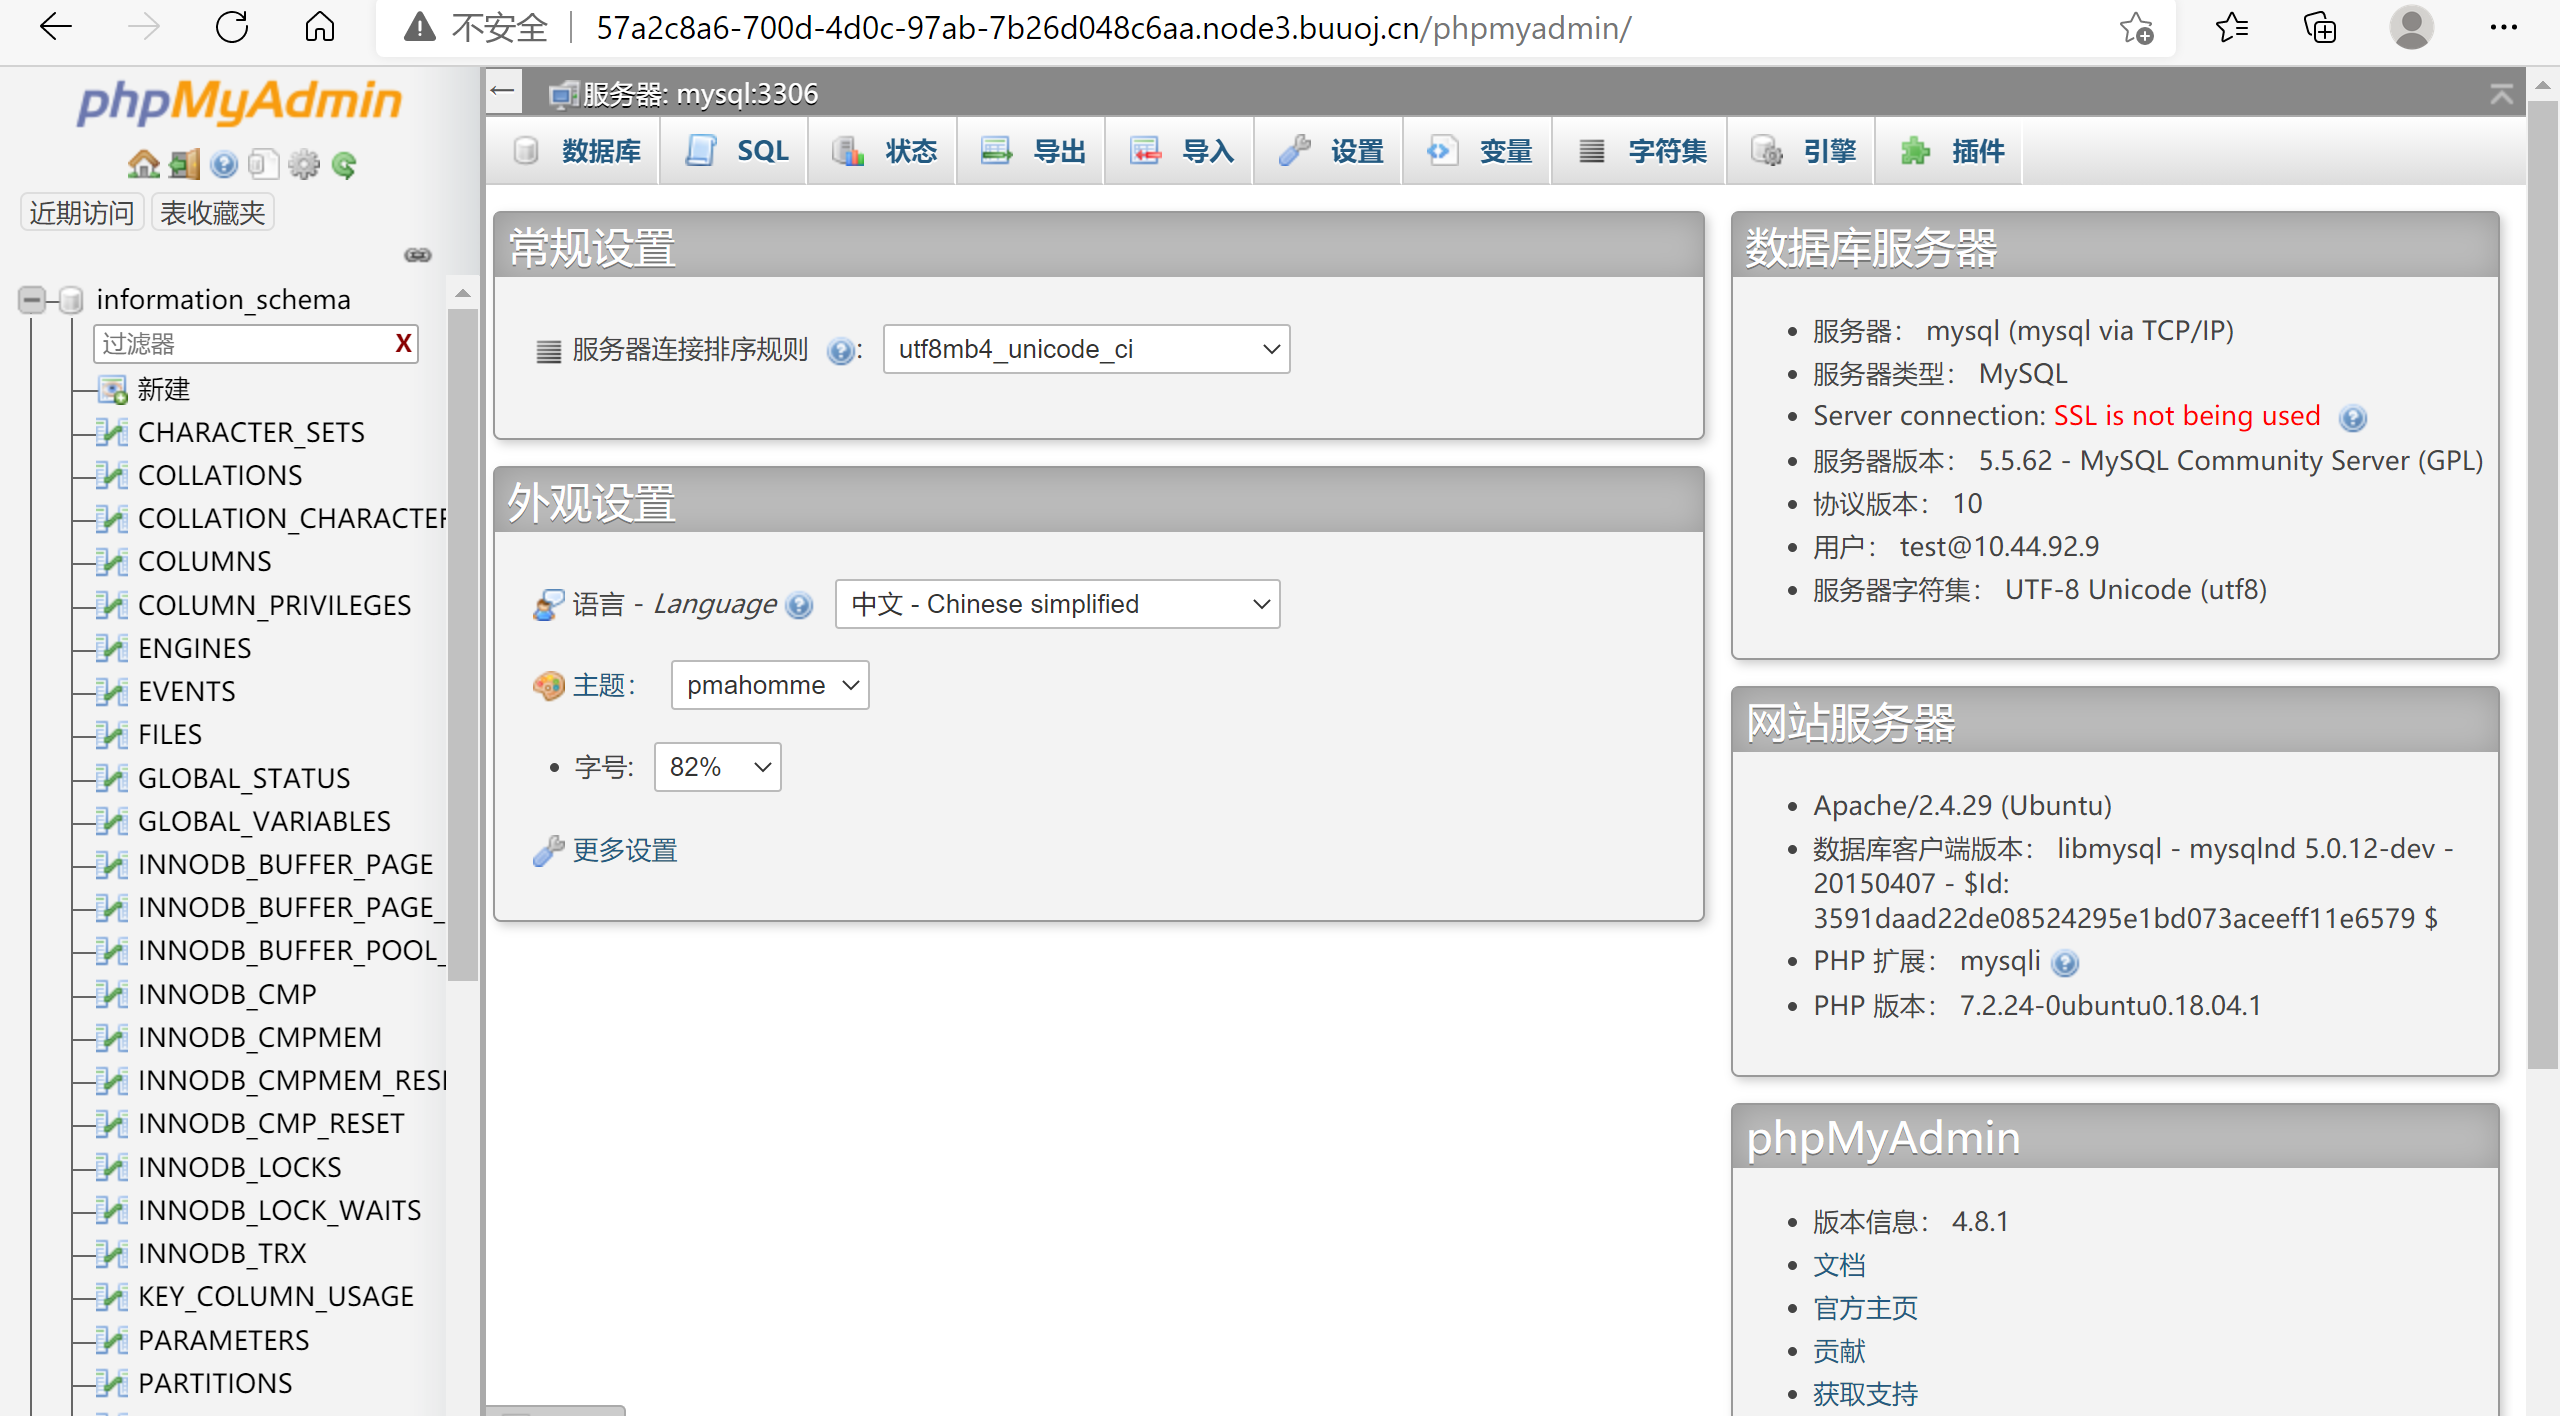 不安全 57a2c8a6-700d-4d0c-97ab-7b26d048c6aa.node3.buuoj.cn/phpmyadmin/
phpMyAdmin
近期访问 表收藏夹
information_schema
过滤器 X
新建
CHARACTER_SETS
COLLATIONS
COLLATION_CHARACTER
COLUMNS
COLUMN_PRIVILEGES
ENGINES
EVENTS
FILES
GLOBAL_STATUS
GLOBAL_VARIABLES
INNODB_BUFFER_PAGE
INNODB_BUFFER_PAGE_
INNODB_BUFFER_POOL_
INNODB_CMP
INNODB_CMPMEM
INNODB_CMPMEM_RESE
INNODB_CMP_RESET
INNODB_LOCKS
INNODB_LOCK_WAITS
INNODB_TRX
KEY_COLUMN_USAGE
PARAMETERS
PARTITIONS
服务器: mysql:3306
数据库 SQL 状态 导出 导入 设置 变量 字符集 引擎 插件
常规设置
服务器连接排序规则 : utf8mb4_unicode_ci
外观设置
语言 - Language 中文 - Chinese simplified
主题: pmahomme
字号: 82%
更多设置
数据库服务器
服务器: mysql (mysql via TCP/IP)
服务器类型: MySQL
Server connection: SSL is not being used
服务器版本: 5.5.62 - MySQL Community Server (GPL)
协议版本: 10
用户: test@10.44.92.9
服务器字符集: UTF-8 Unicode (utf8)
网站服务器
Apache/2.4.29 (Ubuntu)
数据库客户端版本: libmysql - mysqlnd 5.0.12-dev -
20150407 - $Id:
3591daad22de08524295e1bd073aceeff11e6579 $
PHP 扩展: mysqli
PHP 版本: 7.2.24-0ubuntu0.18.04.1
phpMyAdmin
版本信息: 4.8.1
文档
官方主页
贡献
获取支持